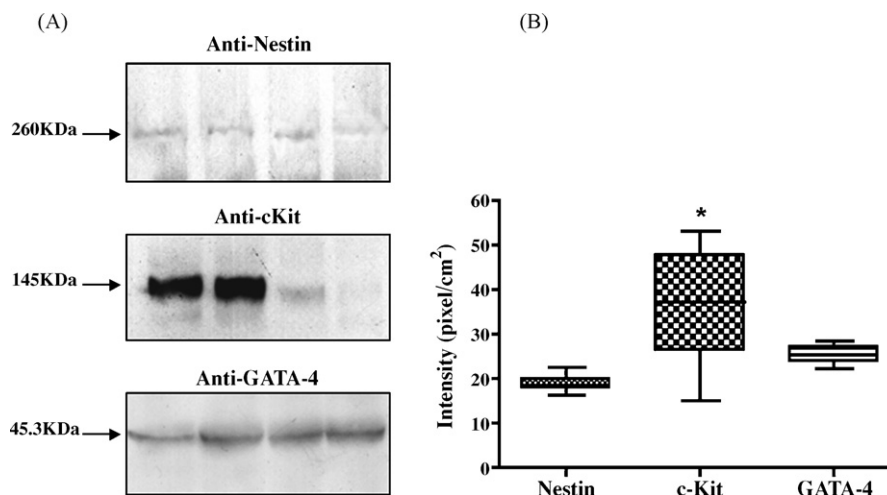 (A)
Anti-Nestin
260KDa
Anti-cKit
145KDa
Anti-GATA-4
45.3KDa
(B)
Intensity (pixel/cm²)
60
50
40
30
20
10
0
*
Nestin
c-Kit
GATA-4